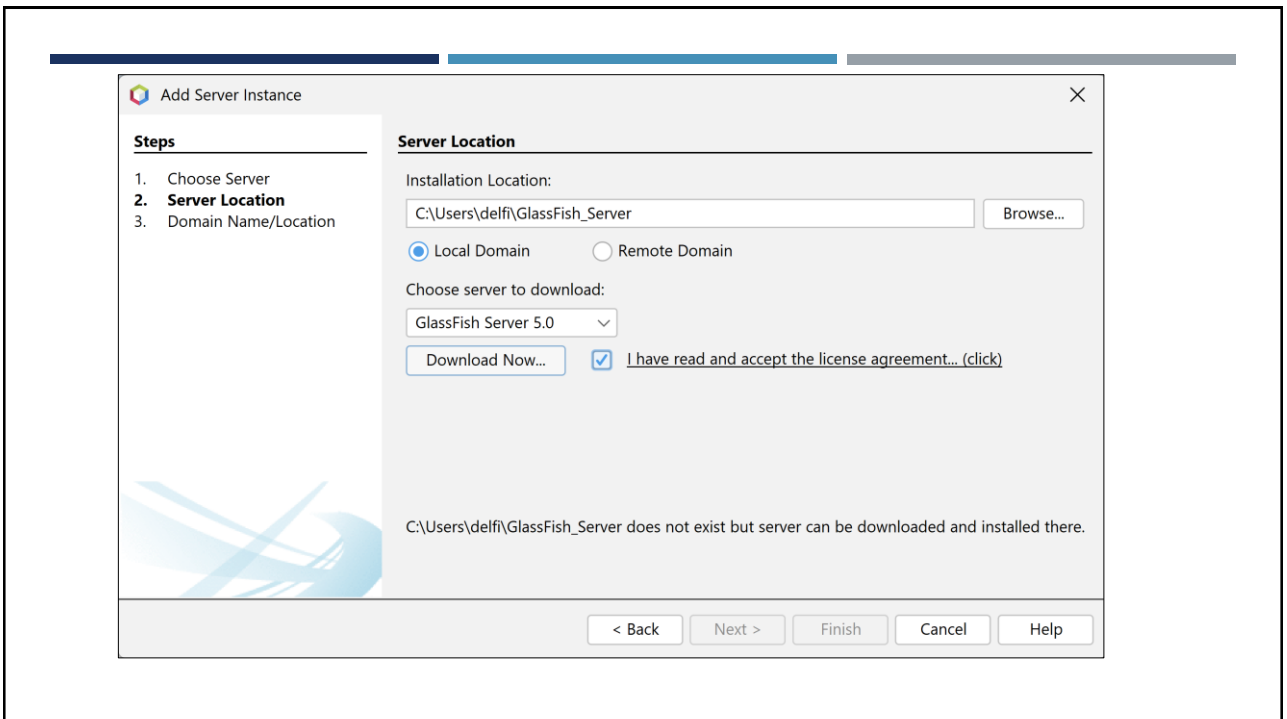 Add Server Instance
Steps
1. Choose Server
2. Server Location
3. Domain Name/Location
Server Location
Installation Location:
C:\Users\delfi\GlassFish_Server Browse...
Local Domain Remote Domain
Choose server to download:
GlassFish Server 5.0
Download Now... I have read and accept the license agreement... (click)
C:\Users\delfi\GlassFish_Server does not exist but server can be downloaded and installed there.
< Back Next > Finish Cancel Help